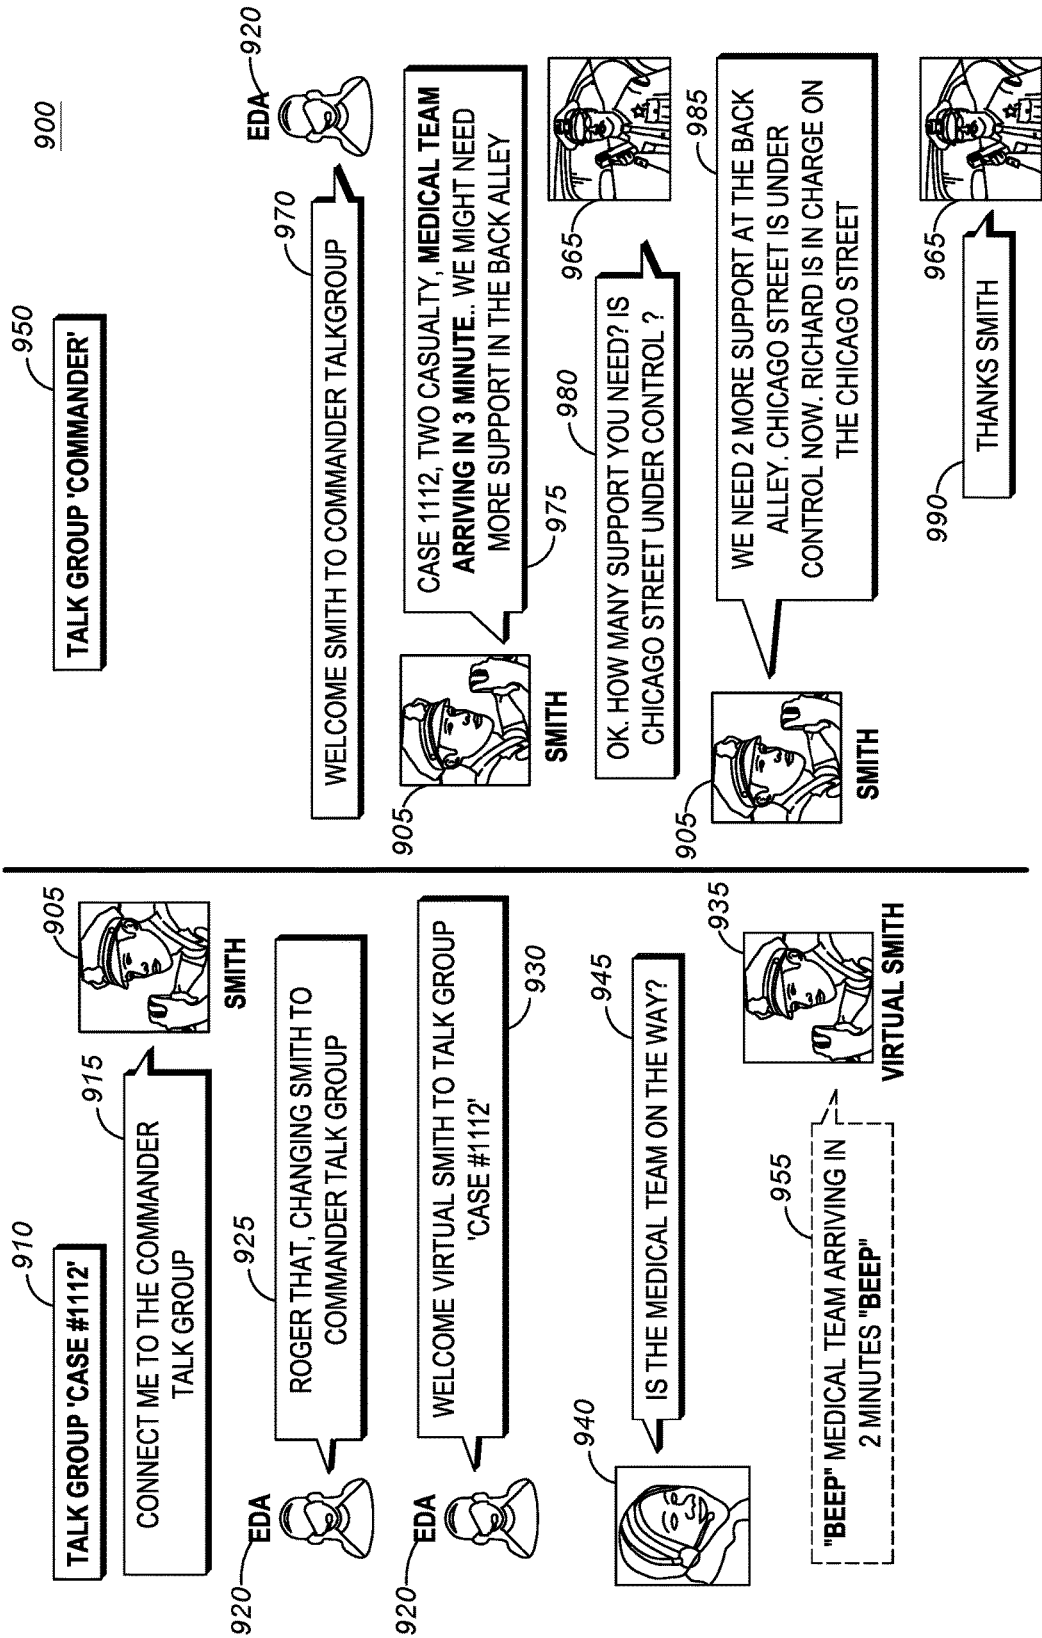 900
910
TALK GROUP 'CASE #1112'
915
905
CONNECT ME TO THE COMMANDER
TALK GROUP
SMITH
920
EDA
925
ROGER THAT, CHANGING SMITH TO
COMMANDER TALK GROUP
920
EDA
930
WELCOME VIRTUAL SMITH TO TALK GROUP
'CASE #1112'
940
945
IS THE MEDICAL TEAM ON THE WAY?
955
935
"BEEP" MEDICAL TEAM ARRIVING IN
2 MINUTES "BEEP"
VIRTUAL SMITH
950
TALK GROUP 'COMMANDER'
970
920
EDA
WELCOME SMITH TO COMMANDER TALKGROUP
905
SMITH
CASE 1112, TWO CASUALTY, MEDICAL TEAM
ARRIVING IN 3 MINUTE.. WE MIGHT NEED
MORE SUPPORT IN THE BACK ALLEY
975
980
965
OK. HOW MANY SUPPORT YOU NEED? IS
CHICAGO STREET UNDER CONTROL ?
905
SMITH
985
WE NEED 2 MORE SUPPORT AT THE BACK
ALLEY. CHICAGO STREET IS UNDER
CONTROL NOW. RICHARD IS IN CHARGE ON
THE CHICAGO STREET
990
965
THANKS SMITH